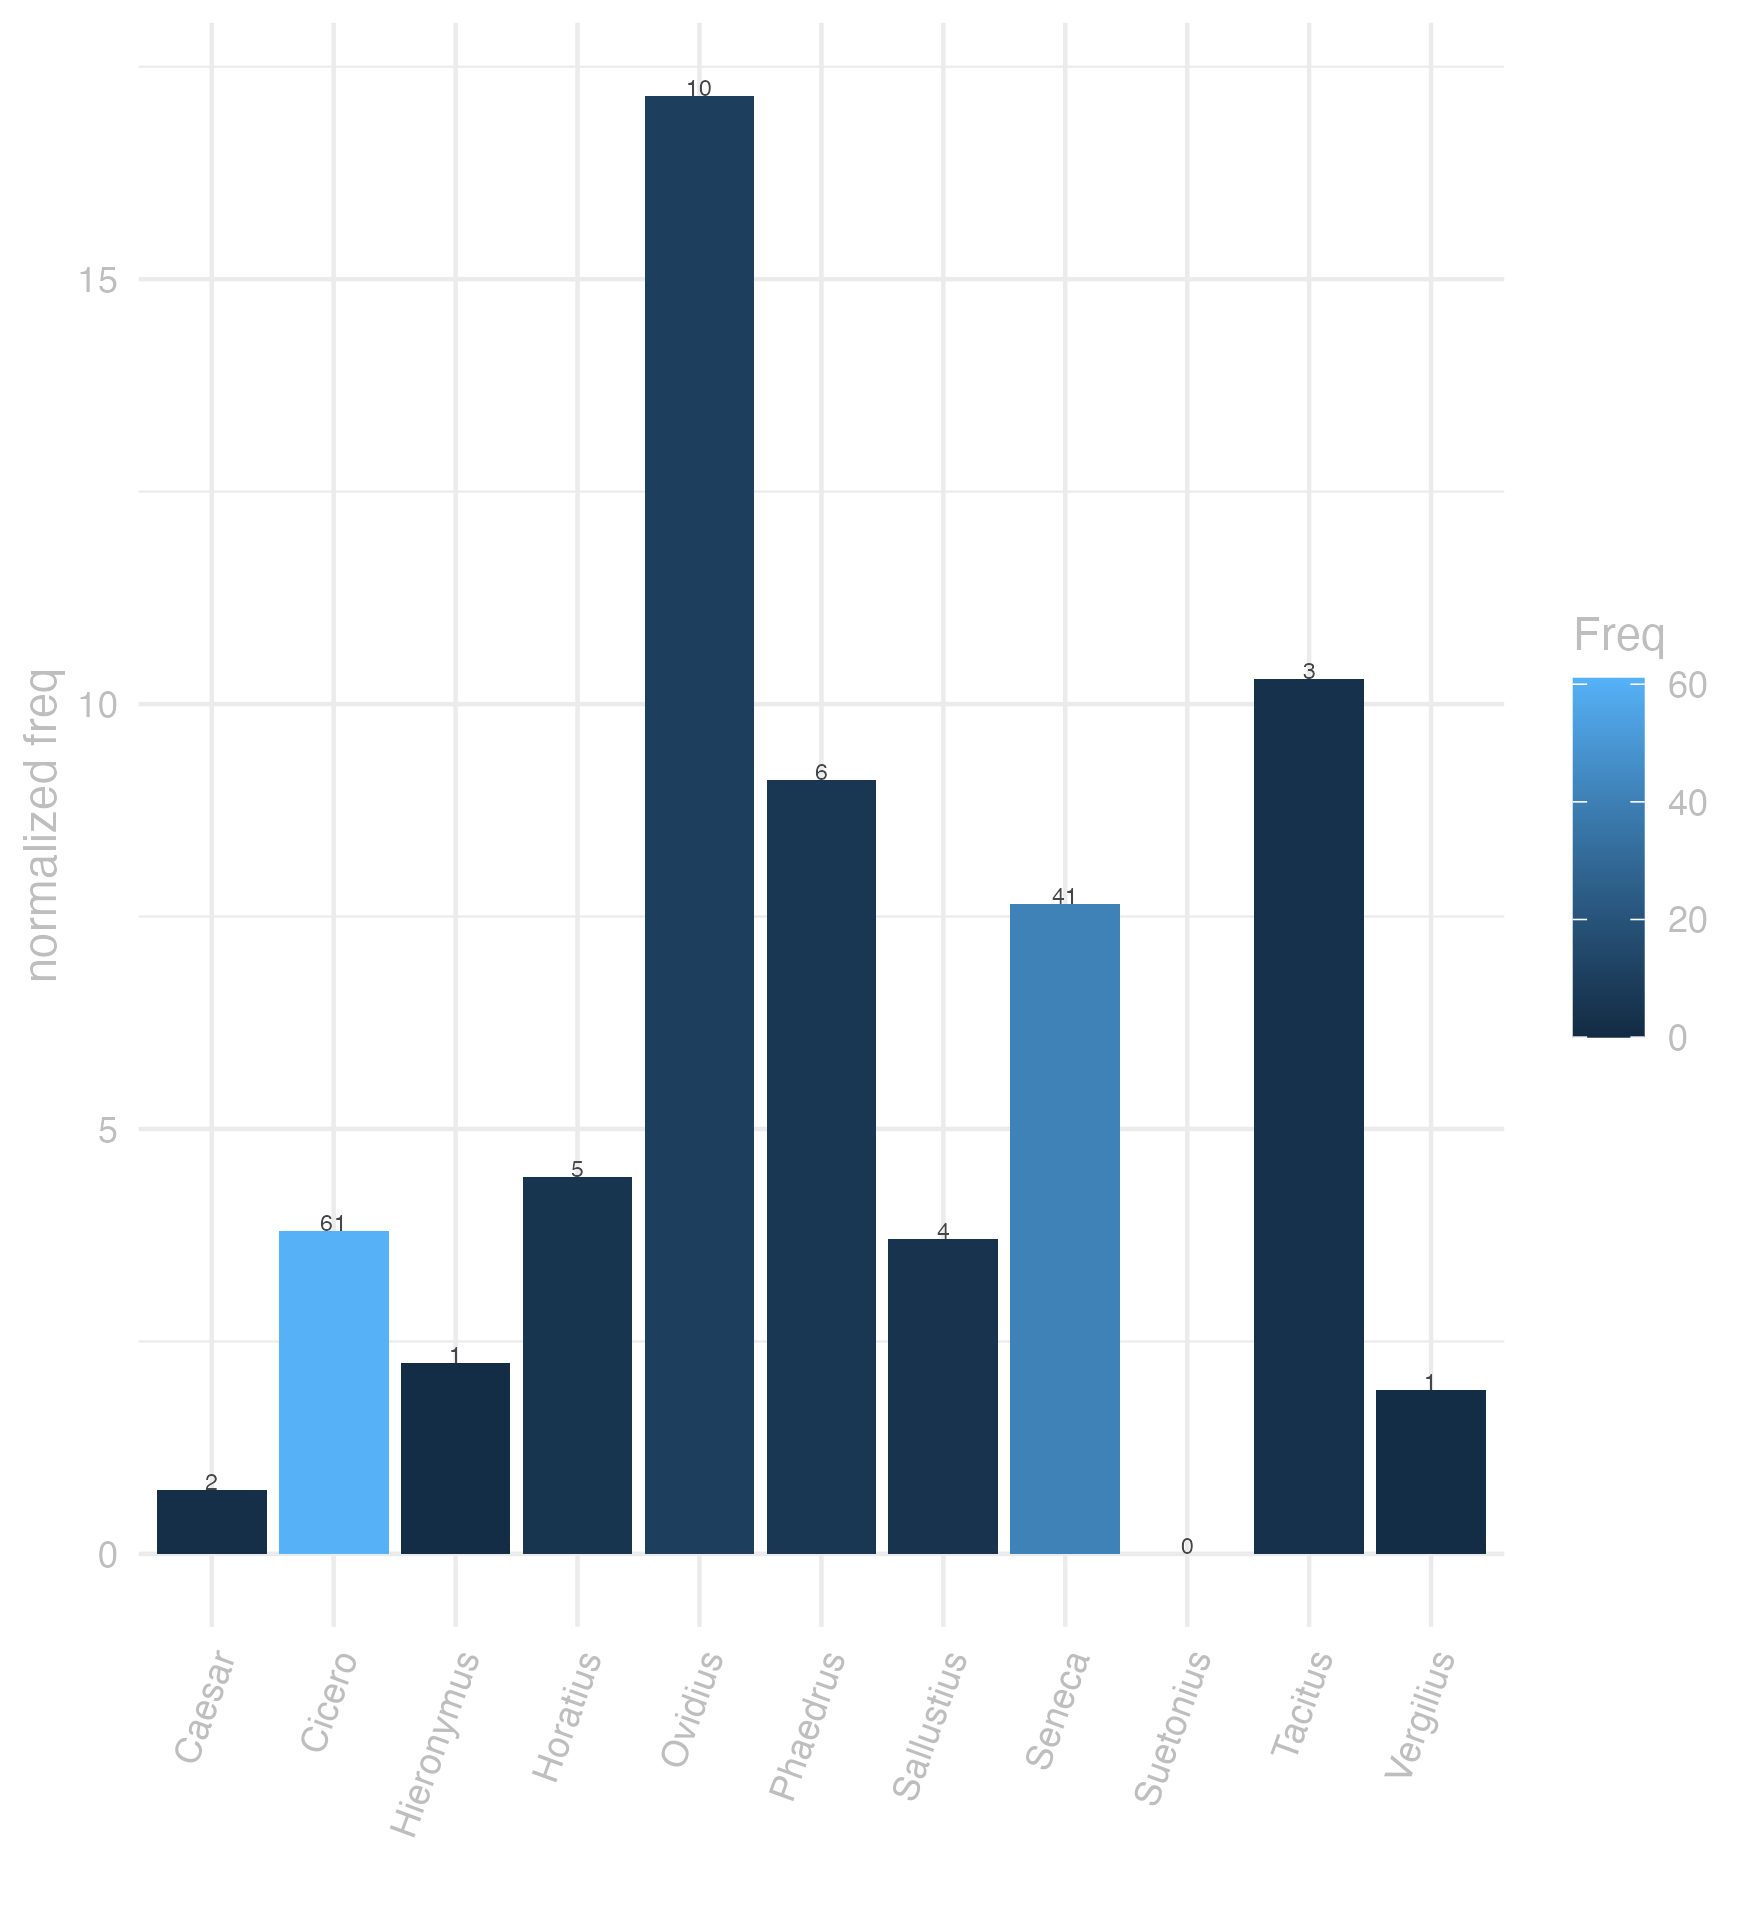 10
15
3
10
6
41
5
5
61
4
1
1
2
0
0
normalized freq
Freq
60
40
20
0
Caesar
Cicero
Hieronymus
Horatius
Ovidius
Phaedrus
Sallustius
Seneca
Suetonius
Tacitus
Vergilius